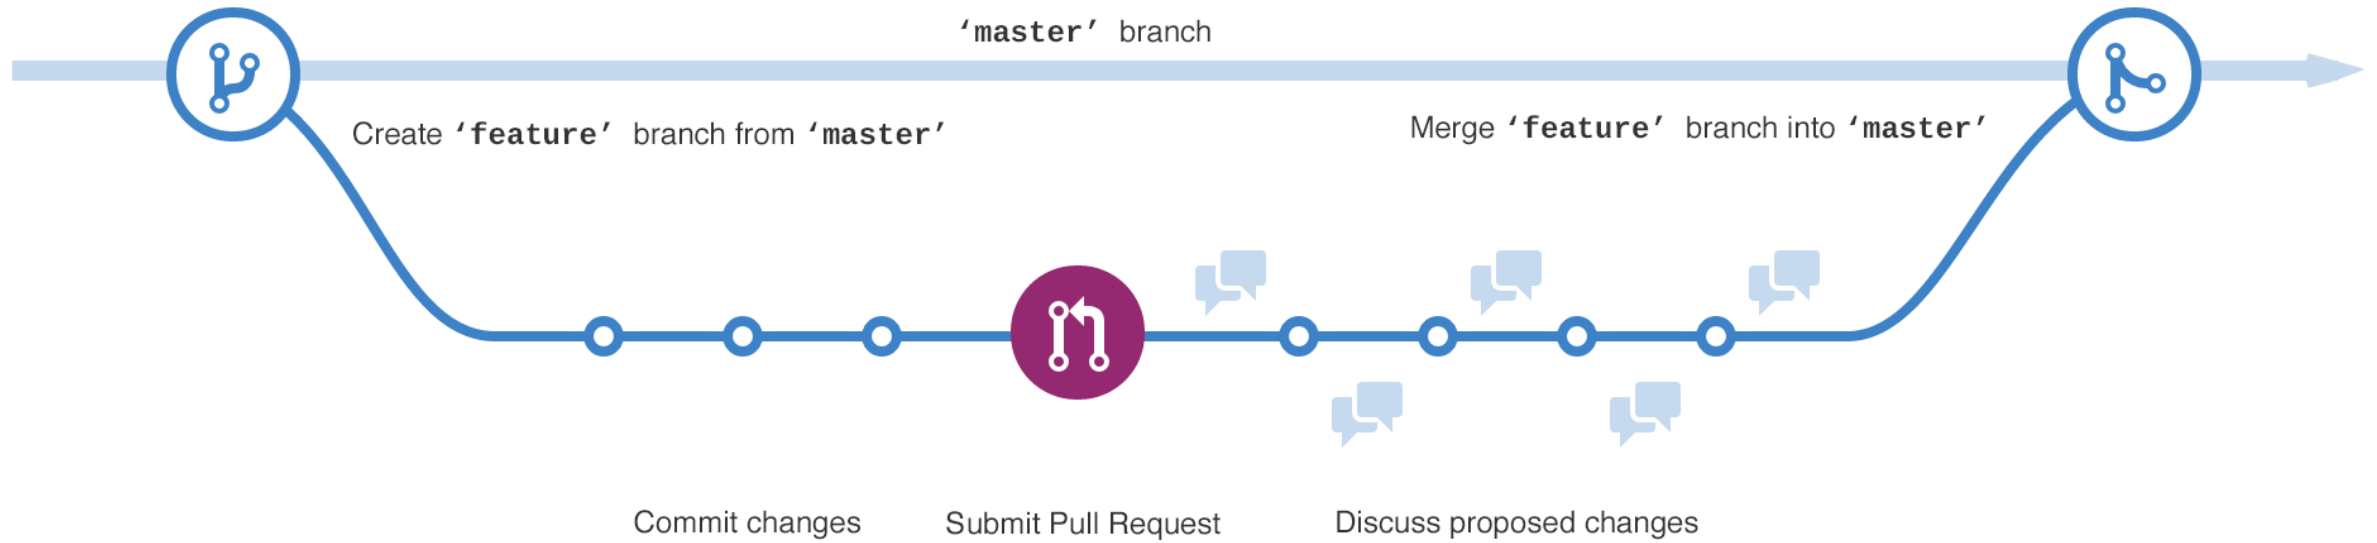 ‘master’ branch
Create ‘feature’ branch from ‘master’
Merge ‘feature’ branch into ‘master’
Commit changes
Submit Pull Request
Discuss proposed changes